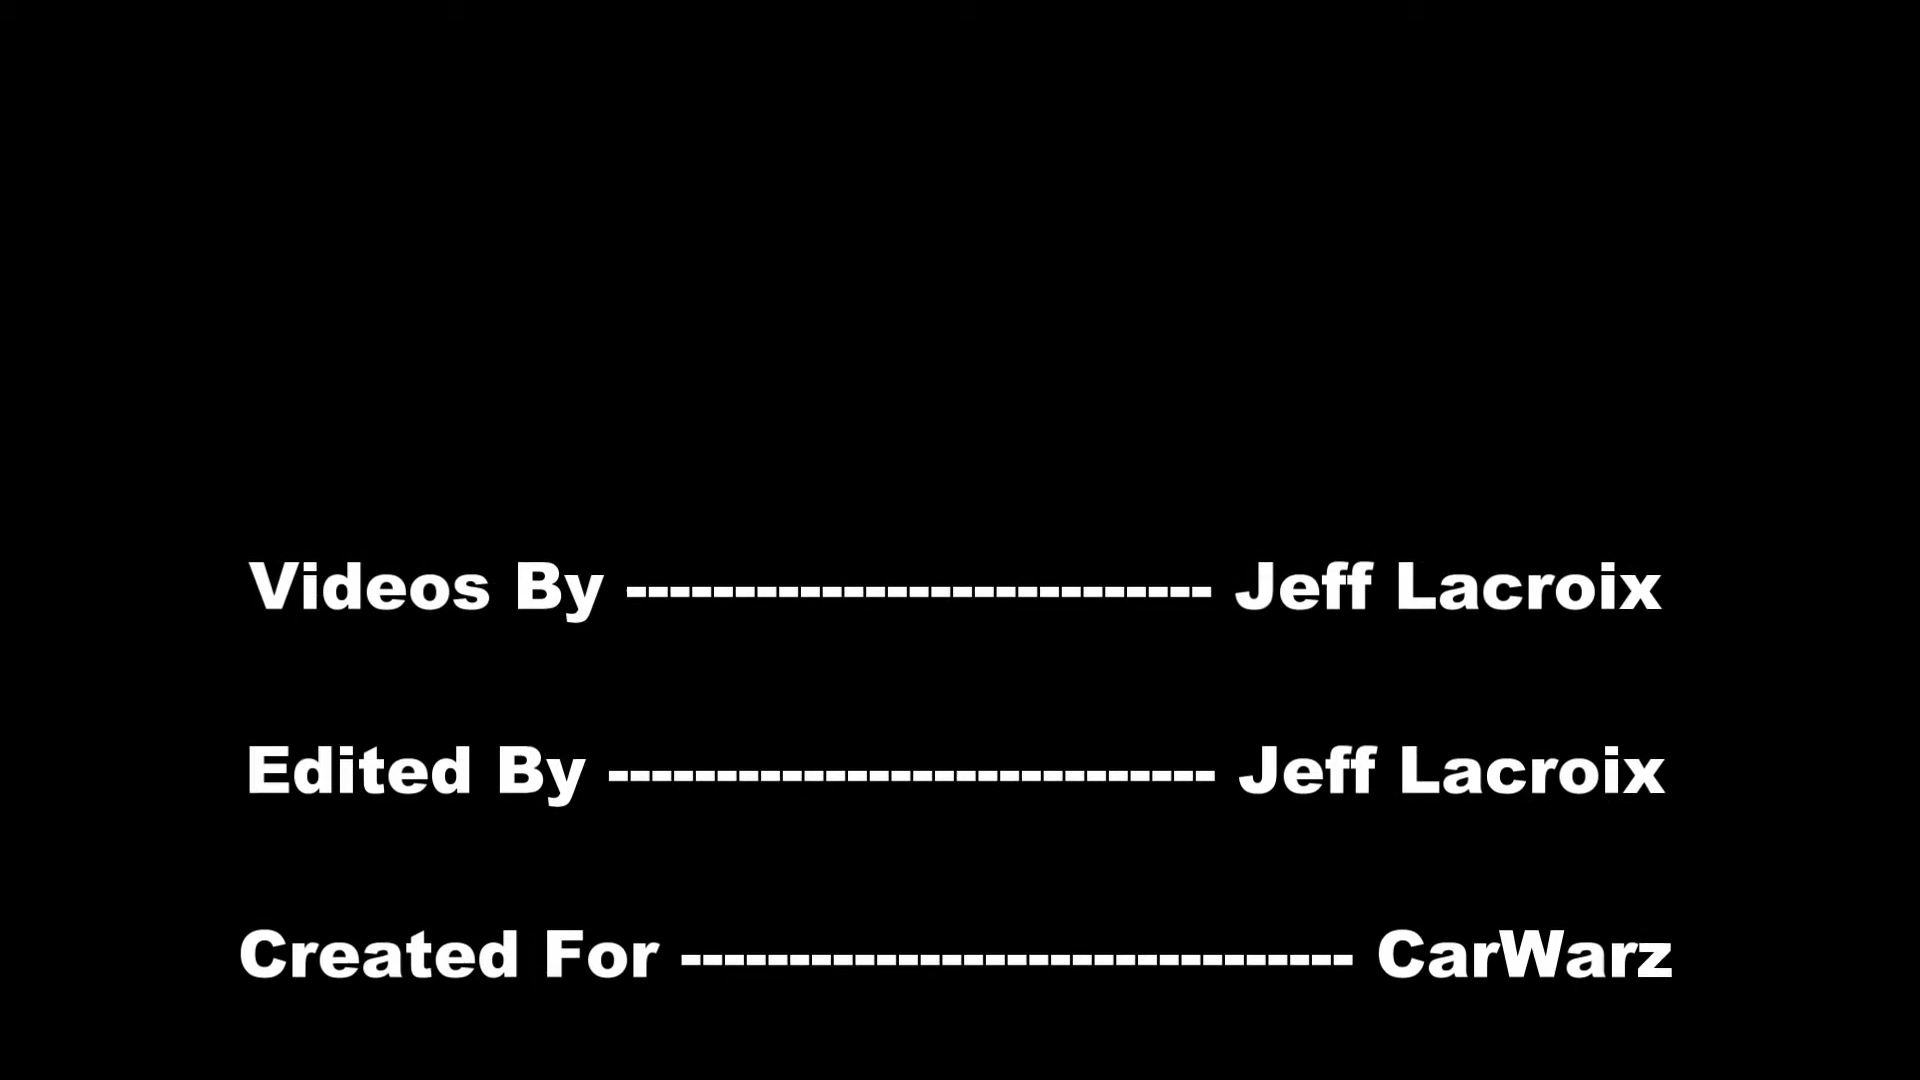 Videos By --------------------------- Jeff Lacroix
Edited By ---------------------------- Jeff Lacroix
Created For ------------------------------- CarWarz